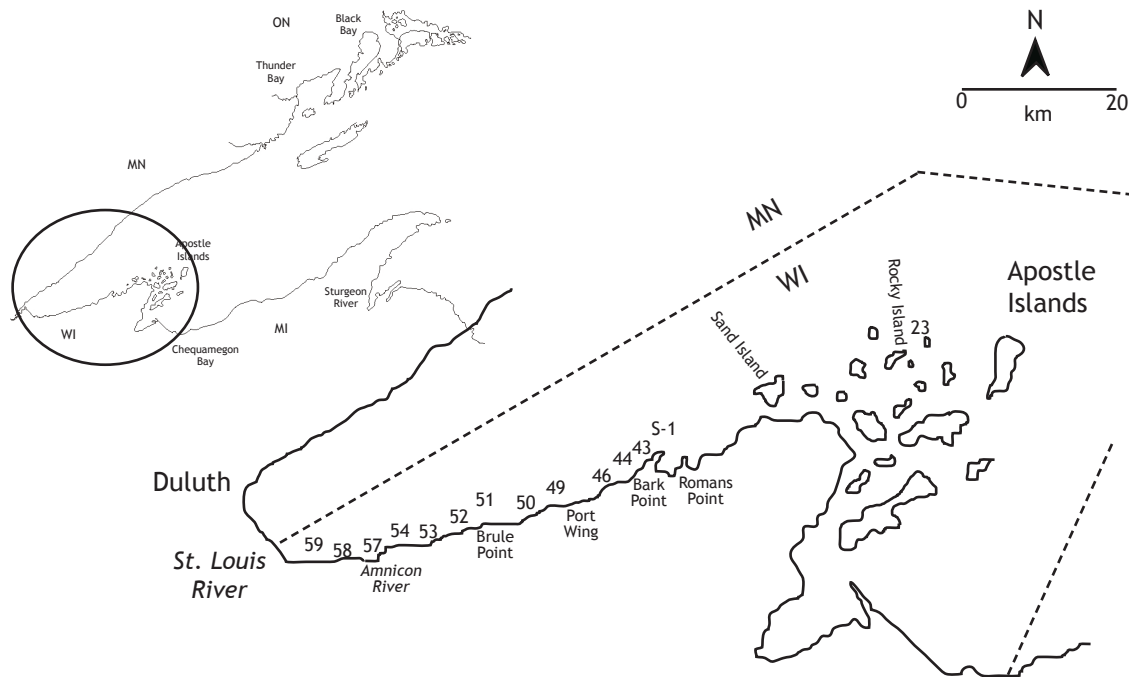 ON
Black
Bay
Thunder
Bay
MN
Apostle
Islands
Sturgeon
River
WI
MI
Chequamegon
Bay
N
0
20
km
MN
WI
Rocky Island
23
Apostle
Islands
Sand Island
S-1
43
44
46
Bark
Point
Romans
Point
49
50
Port
Wing
51
52
Brule
Point
53
54
57
58
59
Amnicon
River
Duluth
St. Louis
River